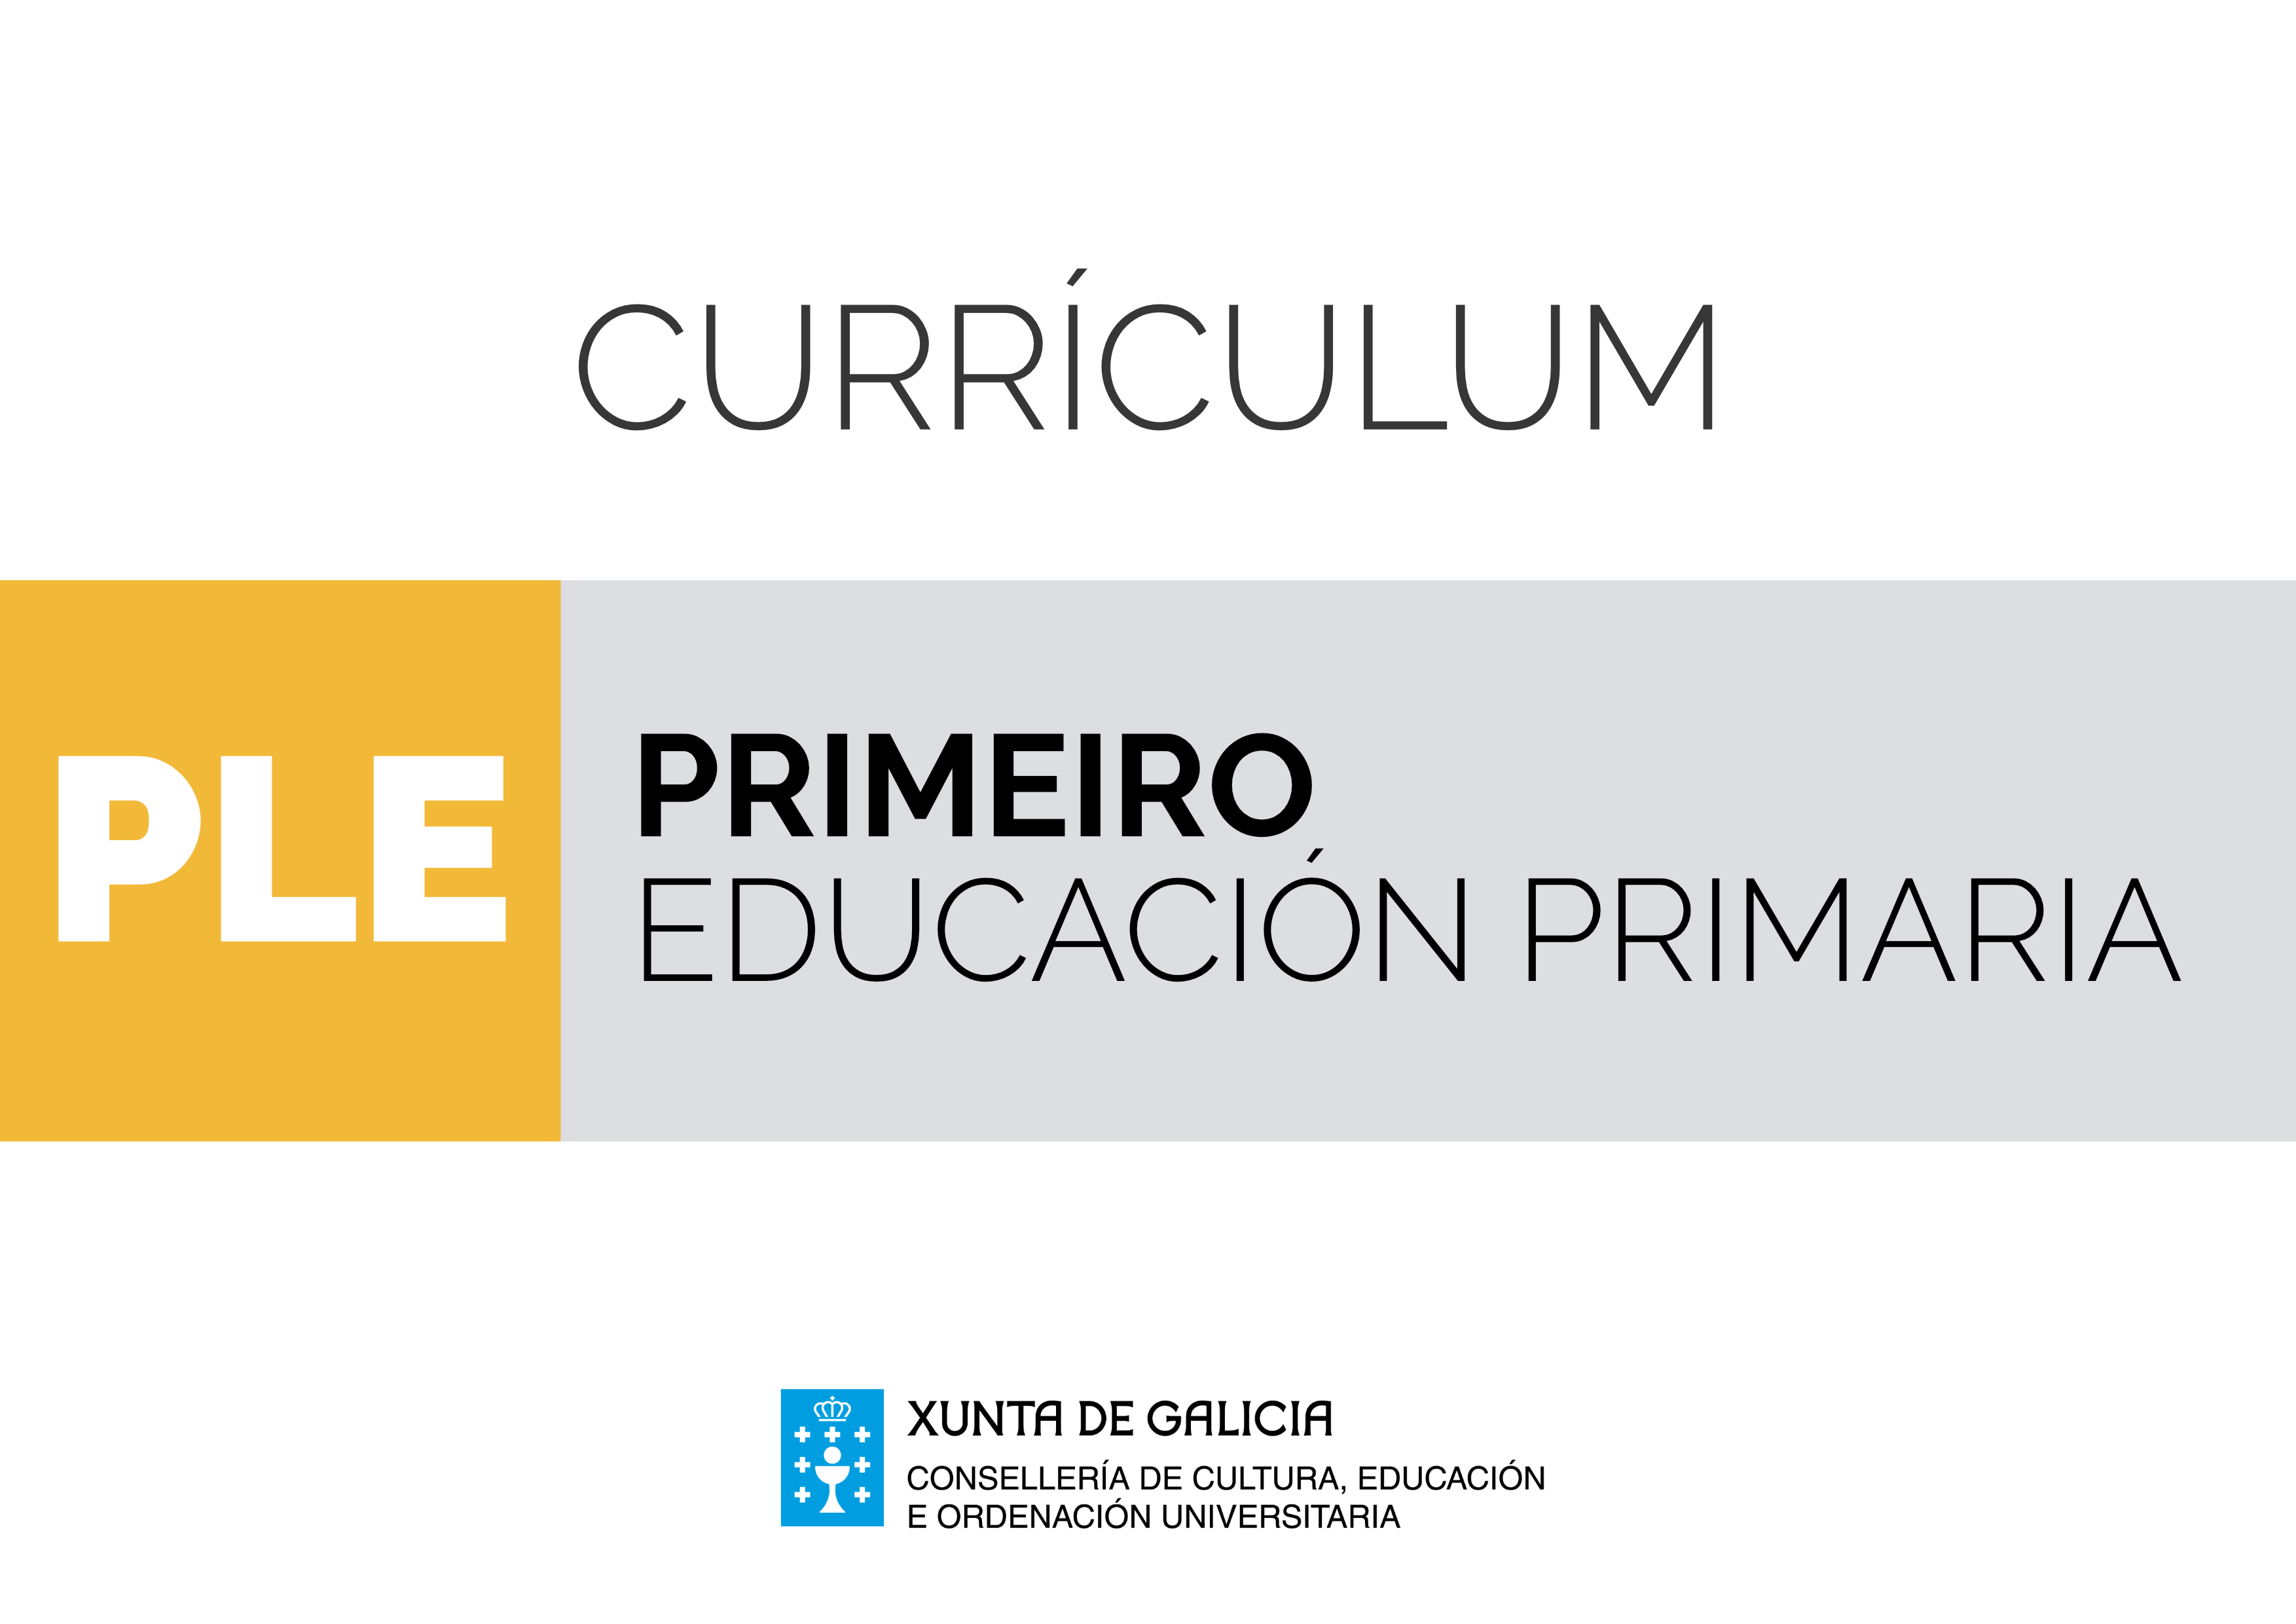 CURRÍCULUM
PLE
PRIMEIRO
EDUCACIÓN PRIMARIA
XUNTA DE GALICIA
CONSELLERÍA DE CULTURA, EDUCACIÓN
E ORDENACIÓN UNIVERSITARIA